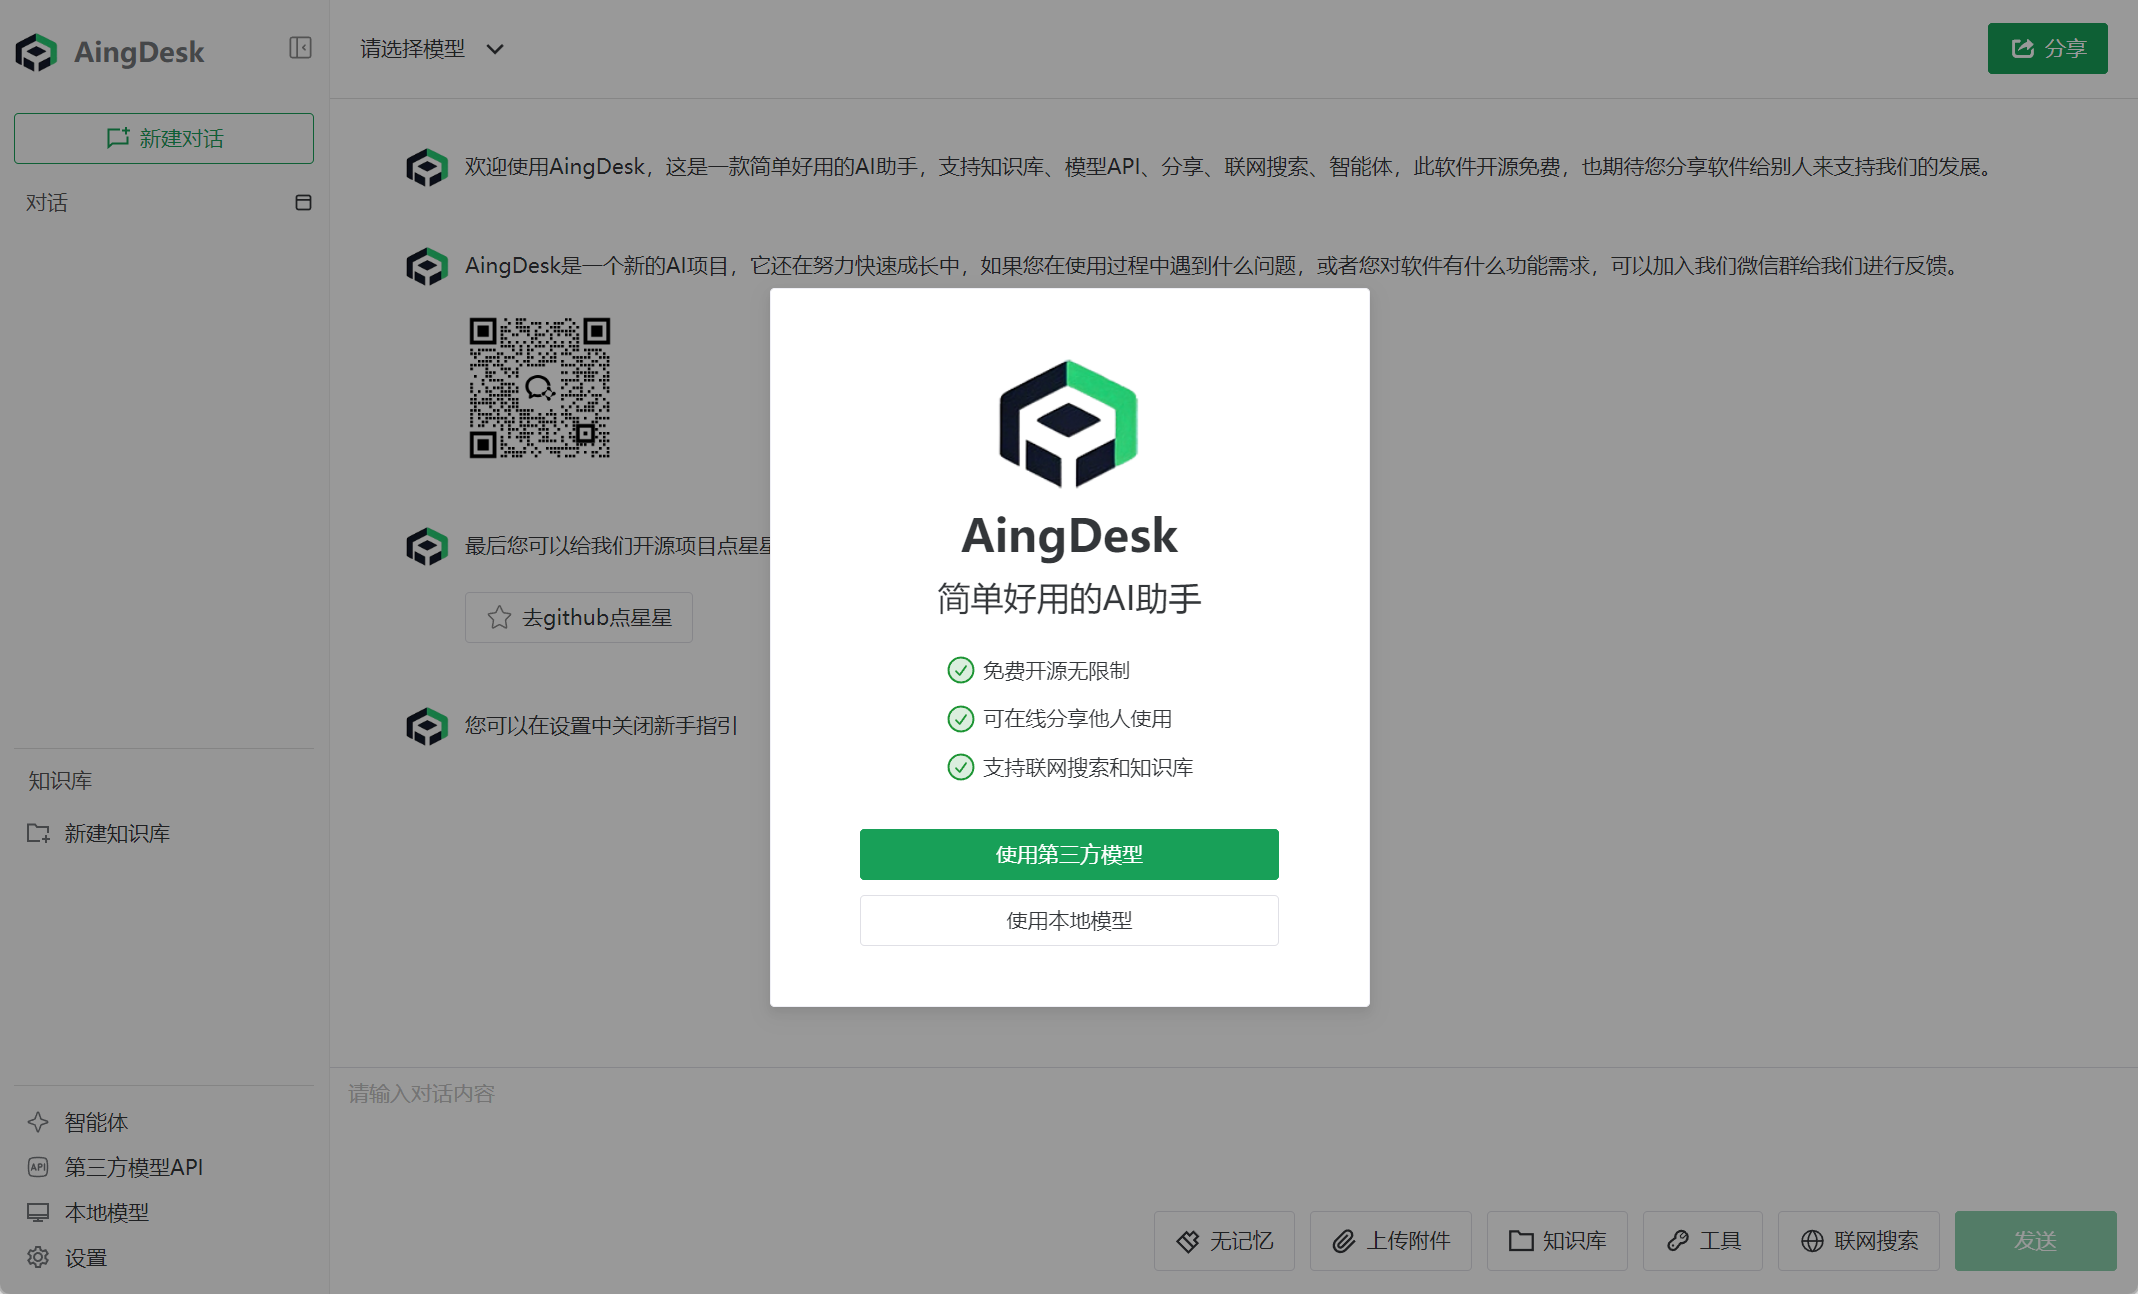 AingDesk
请选择模型
分享
新建对话
对话
欢迎使用AingDesk，这是一款简单好用的AI助手，支持知识库、模型API、分享、联网搜索、智能体，此软件开源免费，也期待您分享软件给别人来支持我们的发展。
AingDesk是一个新的AI项目，它还在努力快速成长中，如果您在使用过程中遇到什么问题，或者您对软件有什么功能需求，可以加入我们微信群给我们进行反馈。
最后您可以给我们开源项目点星星
去github点星星
您可以在设置中关闭新手指引
AingDesk
简单好用的AI助手
免费开源无限制
可在线分享他人使用
支持联网搜索和知识库
使用第三方模型
使用本地模型
知识库
新建知识库
智能体
API 第三方模型API
本地模型
设置
请输入对话内容
无记忆
上传附件
知识库
工具
联网搜索
发送